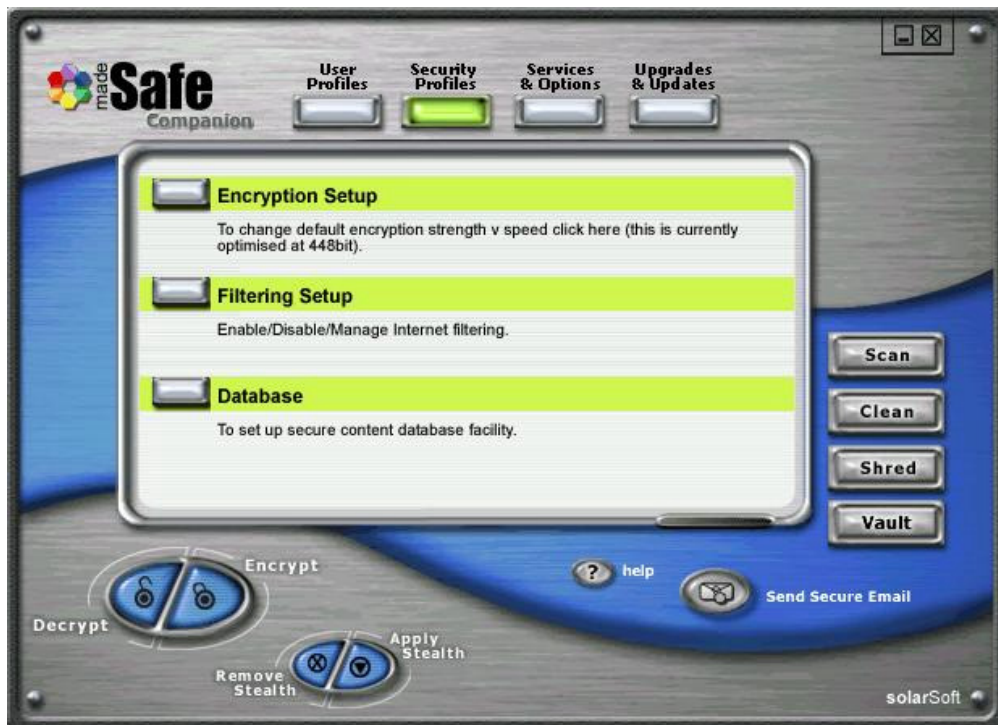 made
Safe
Companion
User
Profiles
Security
Profiles
Services
& Options
Upgrades
& Updates
Encryption Setup
To change default encryption strength v speed click here (this is currently
optimised at 448bit).
Filtering Setup
Enable/Disable/Manage Internet filtering.
Database
To set up secure content database facility.
Scan
Clean
Shred
Vault
Encrypt
Decrypt
? help
Send Secure Email
Apply
Stealth
Remove
Stealth
solarSoft